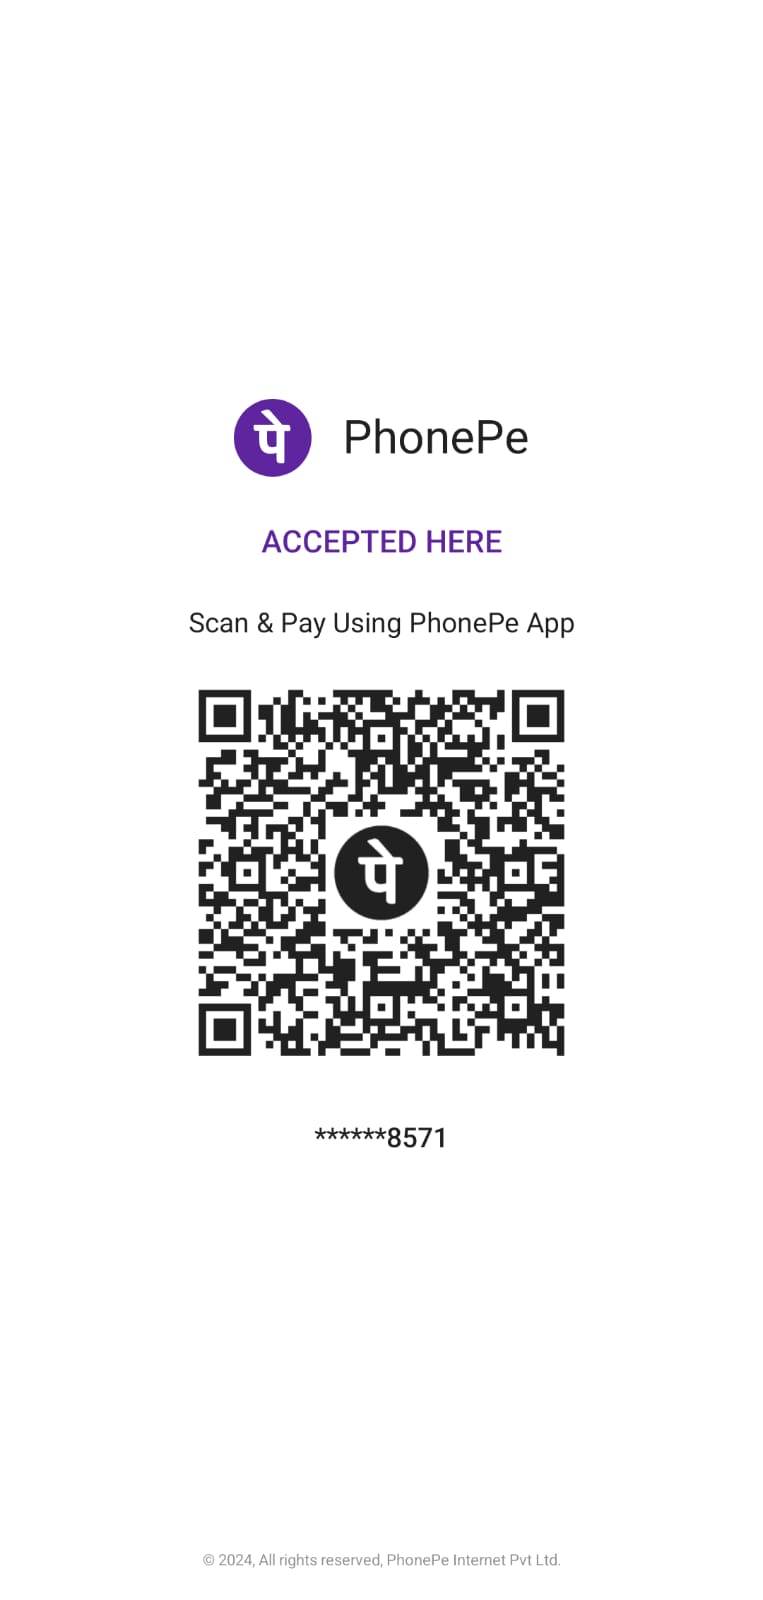 पे PhonePe
ACCEPTED HERE
Scan & Pay Using PhonePe App
पे
******8571
© 2024, All rights reserved, PhonePe Internet Pvt Ltd.